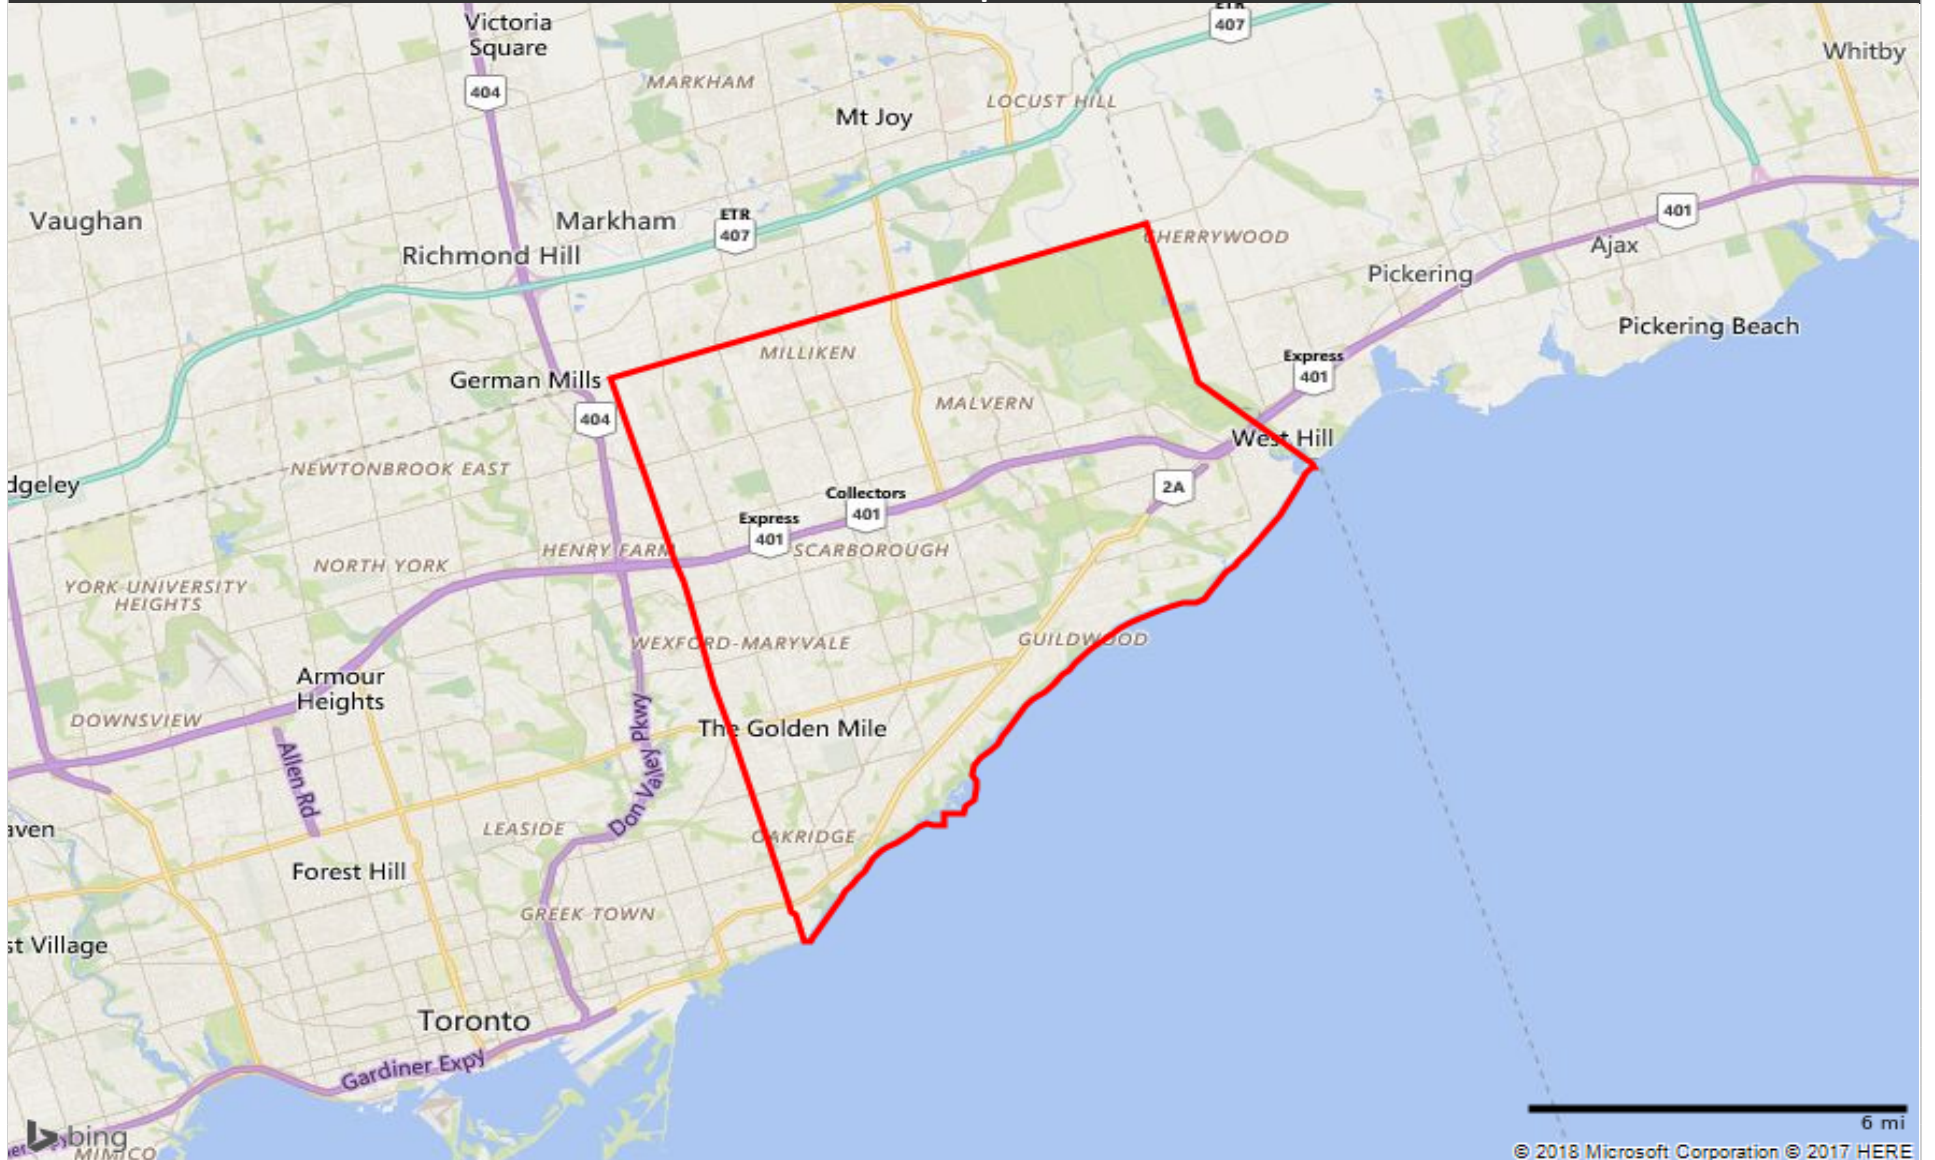 Victoria
Square
ETR
407
Whitby
404
MARKHAM
LOCUST HILL
Mt Joy
Vaughan
Markham
ETR
407
401
Richmond Hill
CHERRYWOOD
Ajax
Pickering
Pickering Beach
MILLIKEN
Express
401
German Mills
404
MALVERN
West Hill
NEWTONBROOK EAST
dgeley
2A
Collectors
401
Express
401
HENRY FARM
SCARBOROUGH
NORTH YORK
YORK UNIVERSITY
HEIGHTS
WEXFORD-MARYVALE
GUILDWOOD
Armour
Heights
DOWNSVIEW
The Golden Mile
Don Valley Pkwy
Allen Rd
aven
LEASIDE
OAKRIDGE
Forest Hill
GREEK TOWN
st Village
Toronto
Gardiner Expy
6 mi
bing
MIMICO
© 2018 Microsoft Corporation © 2017 HERE